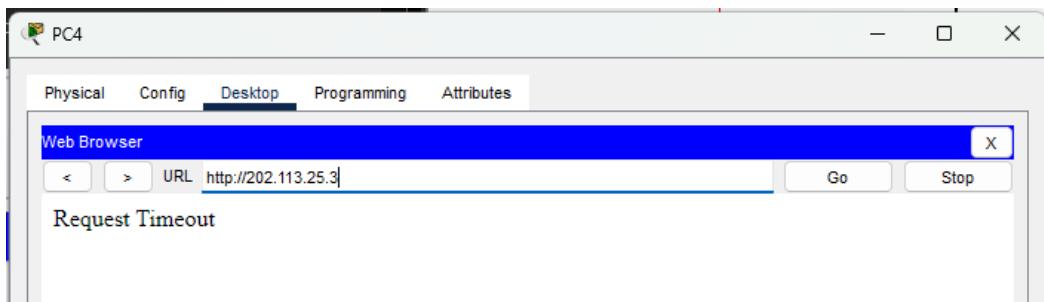 PC4
Physical Config Desktop Programming Attributes
Web Browser X
< > URL http://202.113.25.3 Go Stop
Request Timeout